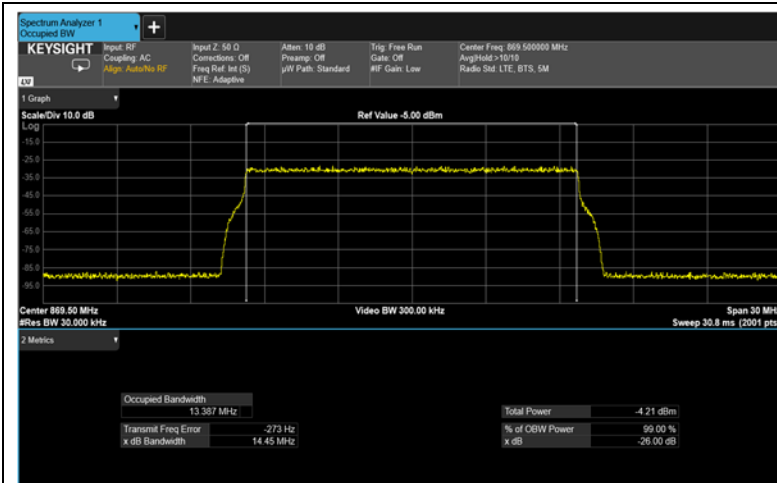 Spectrum Analyzer 1
Occupied BW
+
KEYSIGHT
Input: RF
Coupling: AC
Align: Auto/No RF
Input Z: 50 Ω
Corrections: Off
Freq Ref: Int (S)
NFE: Adaptive
Atten: 10 dB
Preamp: Off
µW Path: Standard
Trig: Free Run
Gate: Off
#IF Gain: Low
Center Freq: 869.500000 MHz
Avg|Hold:>10/10
Radio Std: LTE, BTS, 5M
LXI
1 Graph
Scale/Div 10.0 dB
Ref Value -5.00 dBm
Log
-15.0
-25.0
-35.0
-45.0
-55.0
-65.0
-75.0
-85.0
-95.0
Center 869.50 MHz
Video BW 300.00 kHz
Span 30 MH
#Res BW 30.000 kHz
Sweep 30.8 ms (2001 pts
2 Metrics
Occupied Bandwidth
13.387 MHz
Total Power -4.21 dBm
Transmit Freq Error -273 Hz
% of OBW Power 99.00 %
x dB Bandwidth 14.45 MHz
x dB -26.00 dB